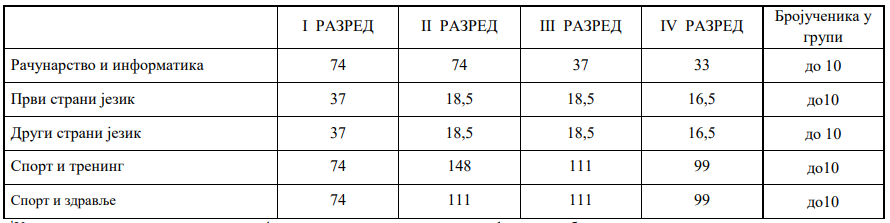 I РАЗРЕД II РАЗРЕД III РАЗРЕД IV РАЗРЕД Бројученика у групи
Рачунарство и информатика 74 74 37 33 до 10
Први страни језик 37 18,5 18,5 16,5 до10
Други страни језик 37 18,5 18,5 16,5 до 10
Спорт и тренинг 74 148 111 99 до10
Спорт и здравље 74 111 111 99 до10